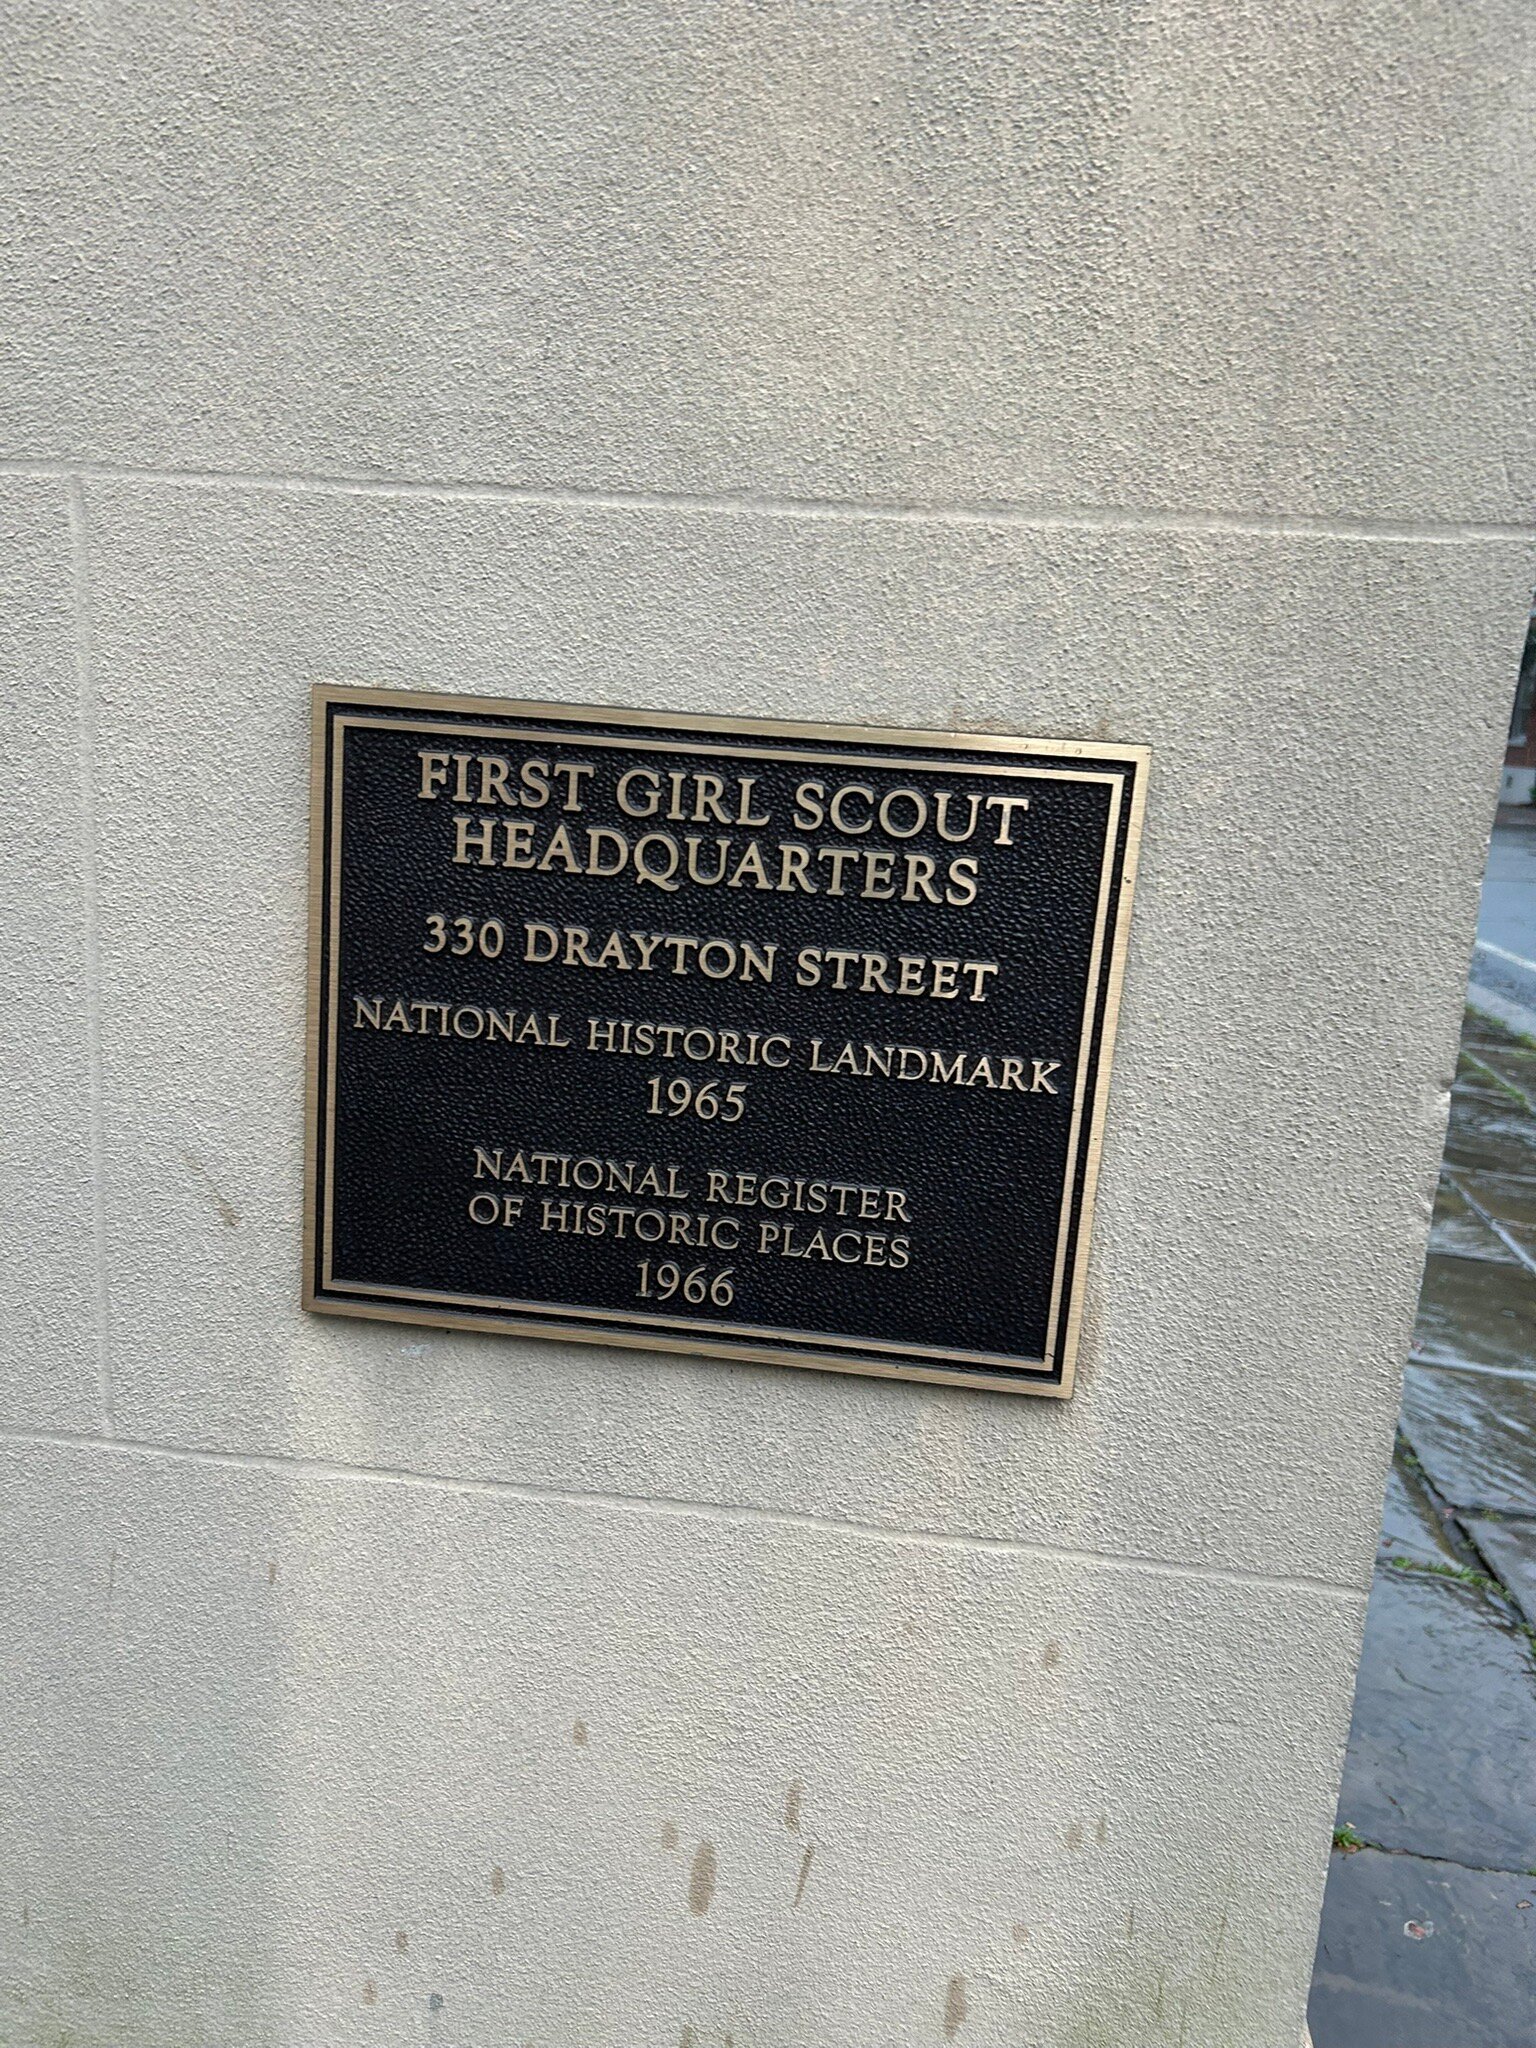 FIRST GIRL SCOUT
HEADQUARTERS
330 DRAYTON STREET
NATIONAL HISTORIC LANDMARK
1965
NATIONAL REGISTER
OF HISTORIC PLACES
1966